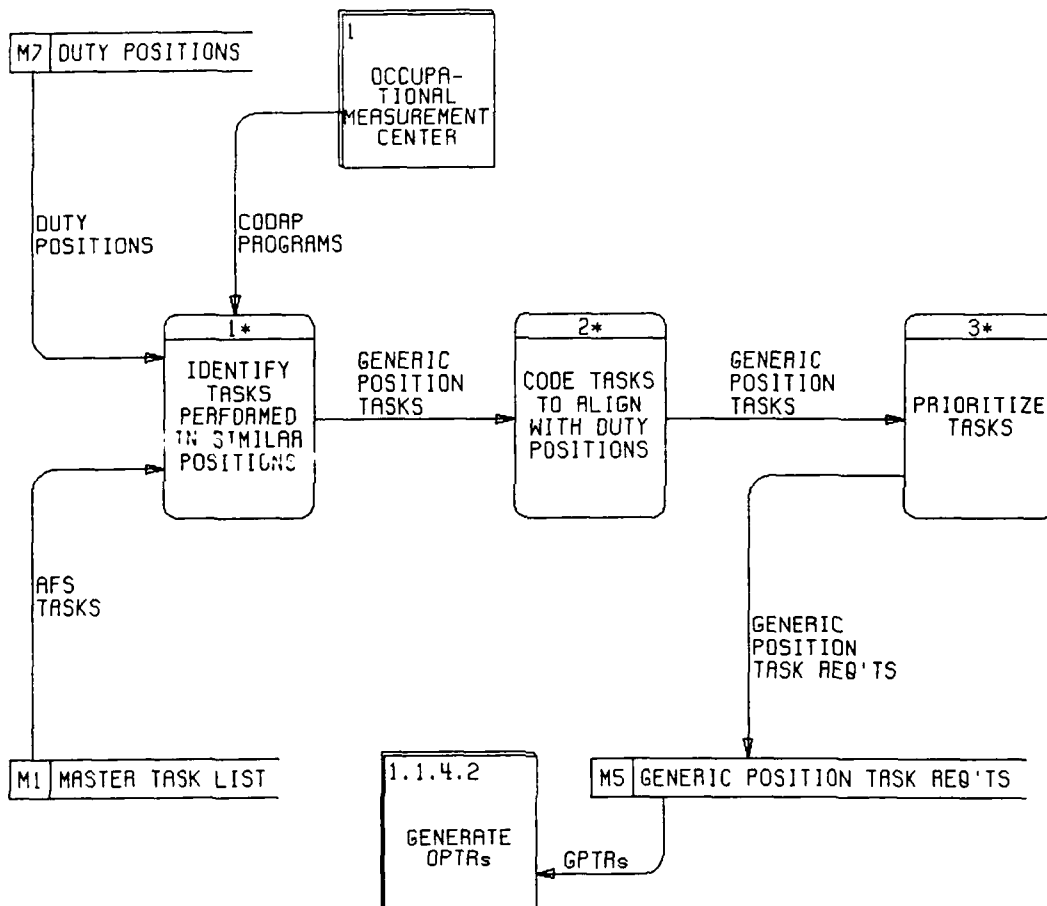 M7 DUTY POSITIONS
1
OCCUPA-
TIONAL
MEASUREMENT
CENTER
DUTY
POSITIONS
CODAP
PROGRAMS
1*
IDENTIFY
TASKS
PERFORMED
IN SIMILAR
POSITIONS
GENERIC
POSITION
TASKS
2*
CODE TASKS
TO ALIGN
WITH DUTY
POSITIONS
GENERIC
POSITION
TASKS
3*
PRIORITIZE
TASKS
AFS
TASKS
GENERIC
POSITION
TASK REQ'TS
M1 MASTER TASK LIST
1.1.4.2
GENERATE
OPTRs
M5 GENERIC POSITION TASK REQ'TS
GPTRs